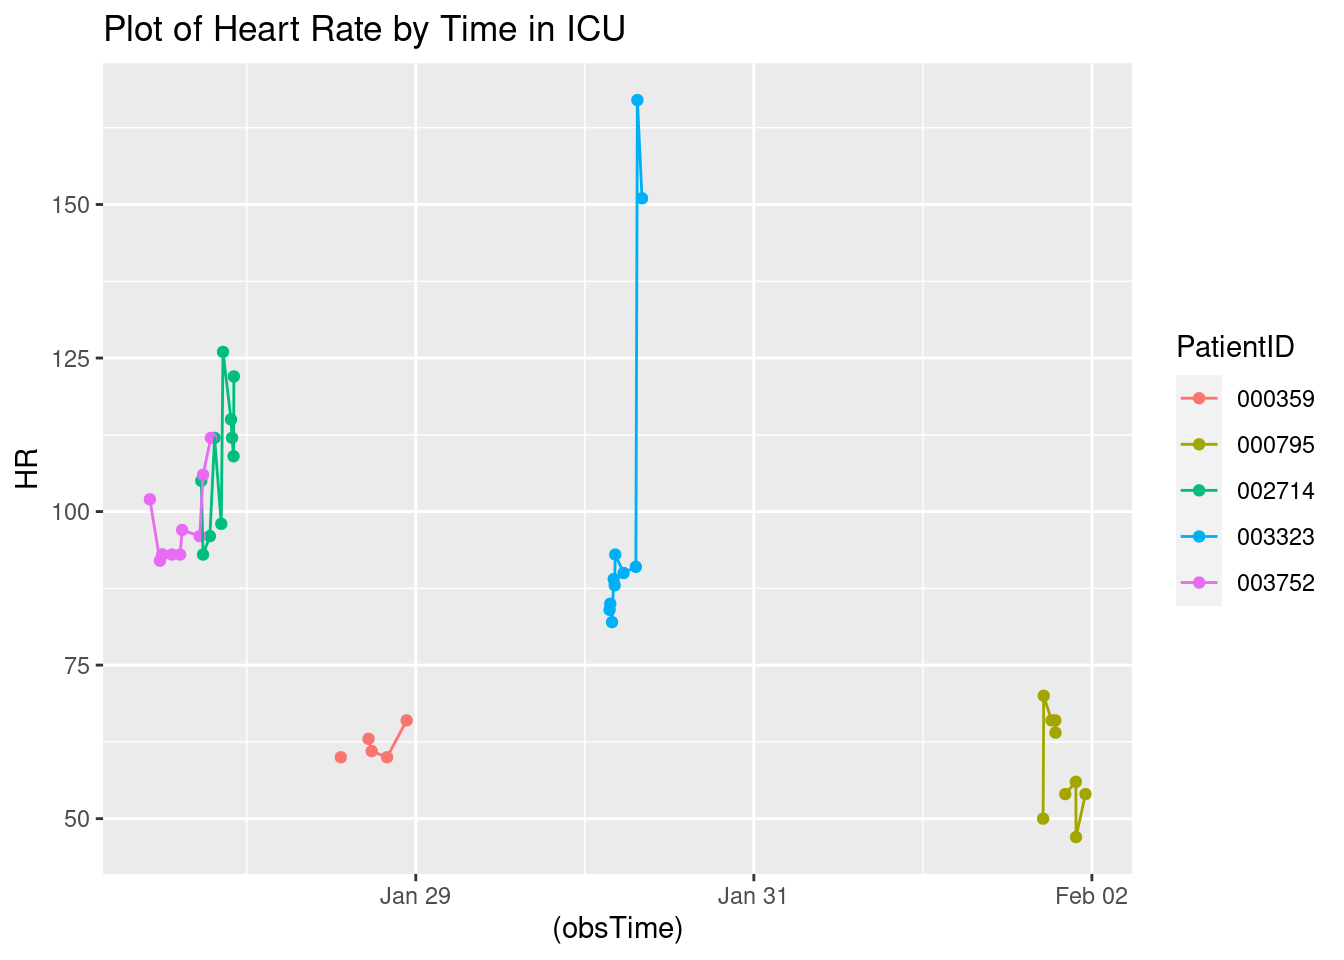 Plot of Heart Rate by Time in ICU
HR
150
125
100
75
50
Jan 29
Jan 31
Feb 02
(obsTime)
PatientID
000359
000795
002714
003323
003752